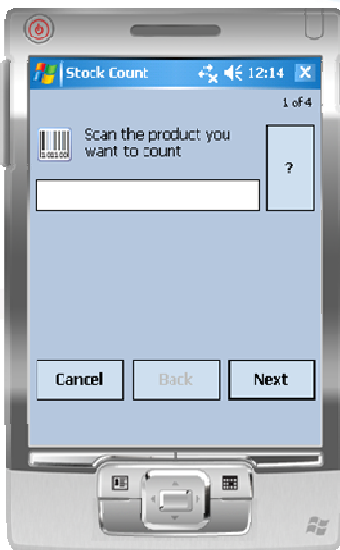 Stock Count 12:14 X
1 of 4
Scan the product you
want to count
?
Cancel Back Next